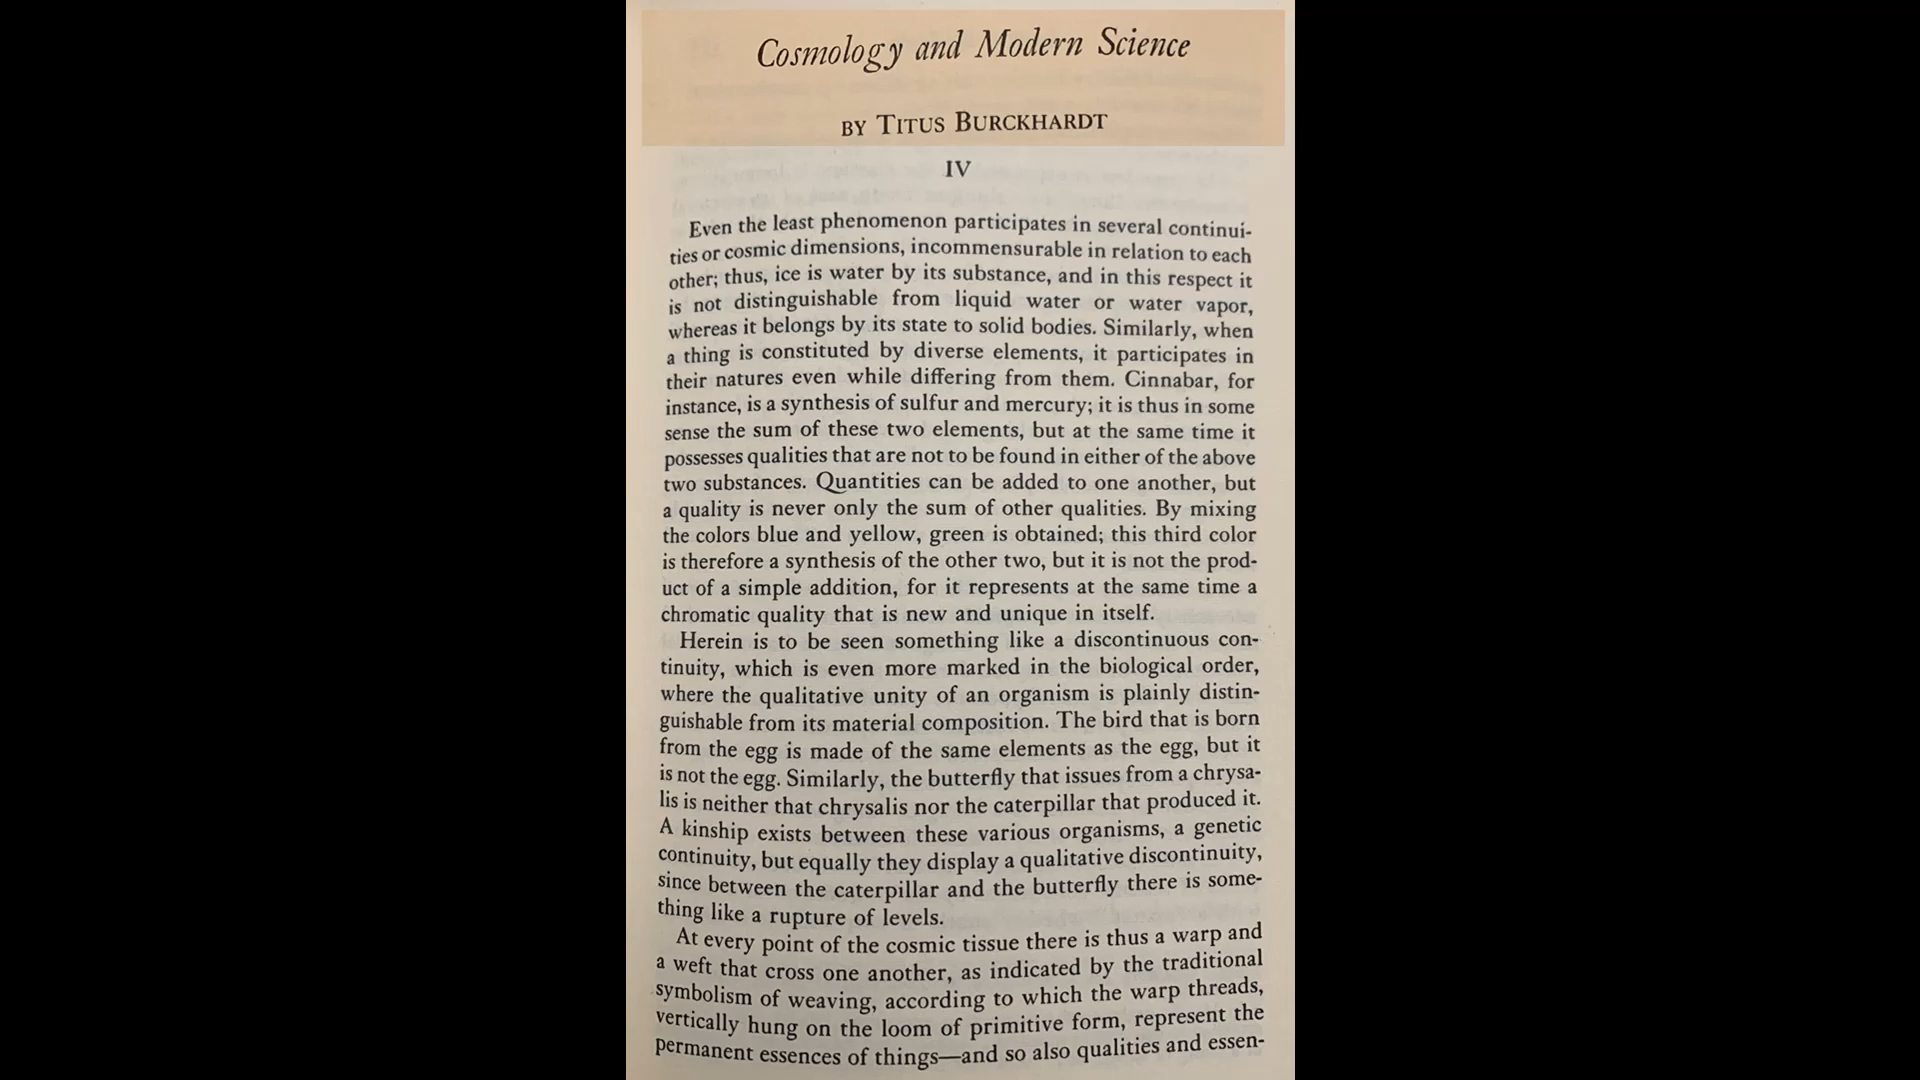 Cosmology and Modern Science
BY TITUS BURCKHARDT
IV
Even the least phenomenon participates in several continui-
ties or cosmic dimensions, incommensurable in relation to each
other; thus, ice is water by its substance, and in this respect it
is not distinguishable from liquid water or water vapor,
whereas it belongs by its state to solid bodies. Similarly, when
a thing is constituted by diverse elements, it participates in
their natures even while differing from them. Cinnabar, for
instance, is a synthesis of sulfur and mercury; it is thus in some
sense the sum of these two elements, but at the same time it
possesses qualities that are not to be found in either of the above
two substances. Quantities can be added to one another, but
a quality is never only the sum of other qualities. By mixing
the colors blue and yellow, green is obtained; this third color
is therefore a synthesis of the other two, but it is not the prod-
uct of a simple addition, for it represents at the same time a
chromatic quality that is new and unique in itself.
Herein is to be seen something like a discontinuous con-
tinuity, which is even more marked in the biological order,
where the qualitative unity of an organism is plainly distin-
guishable from its material composition. The bird that is born
from the egg is made of the same elements as the egg, but it
is not the egg. Similarly, the butterfly that issues from a chrysa-
lis is neither that chrysalis nor the caterpillar that produced it.
A kinship exists between these various organisms, a genetic
continuity, but equally they display a qualitative discontinuity,
since between the caterpillar and the butterfly there is some-
thing like a rupture of levels.
At every point of the cosmic tissue there is thus a warp and
a weft that cross one another, as indicated by the traditional
symbolism of weaving, according to which the warp threads,
vertically hung on the loom of primitive form, represent the
permanent essences of things—and so also qualities and essen-